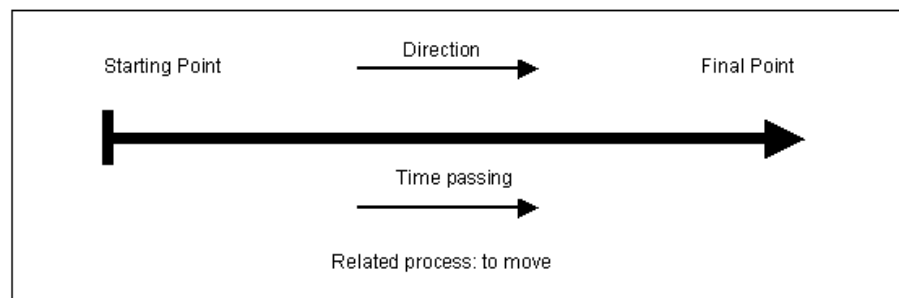 Direction
Starting Point
Final Point
Time passing
Related process: to move